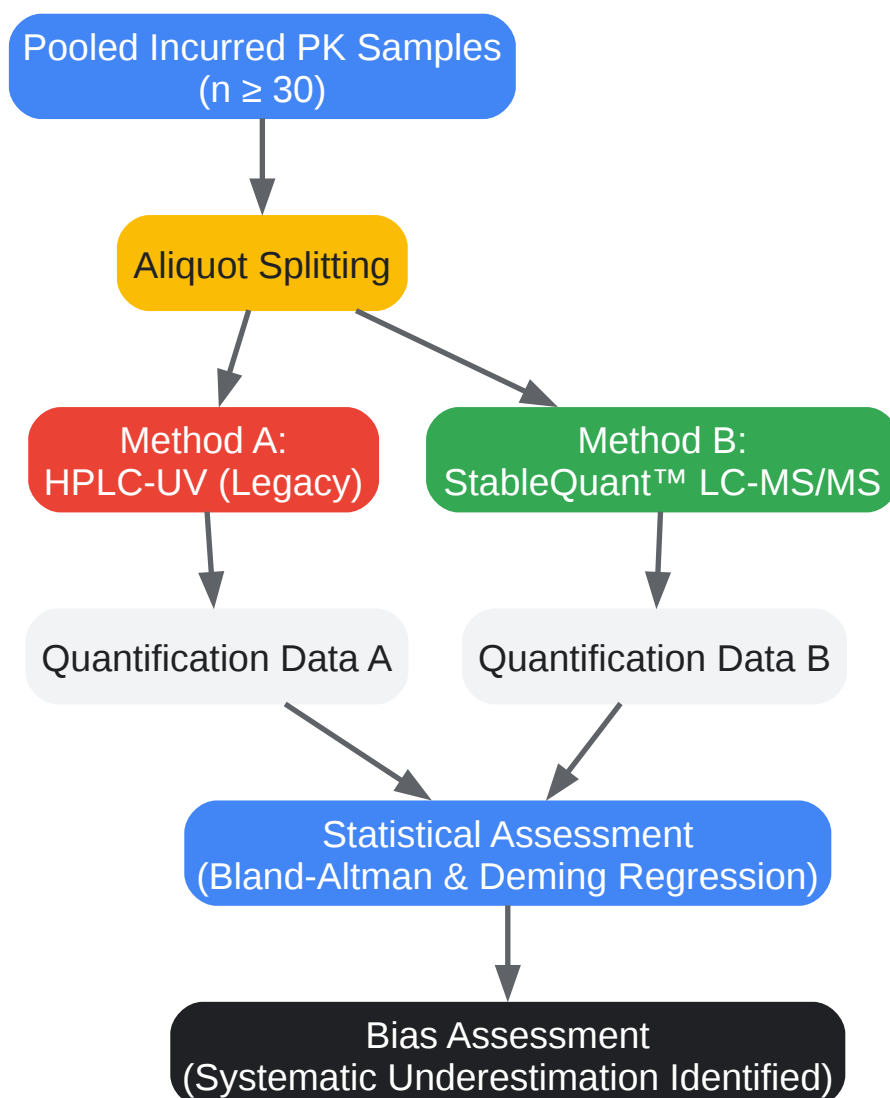 Pooled Incurred PK Samples
(n ≥ 30)
Aliquot Splitting
Method A:
HPLC-UV (Legacy)
Method B:
StableQuant™ LC-MS/MS
Quantification Data A
Quantification Data B
Statistical Assessment
(Bland-Altman & Deming Regression)
Bias Assessment
(Systematic Underestimation Identified)